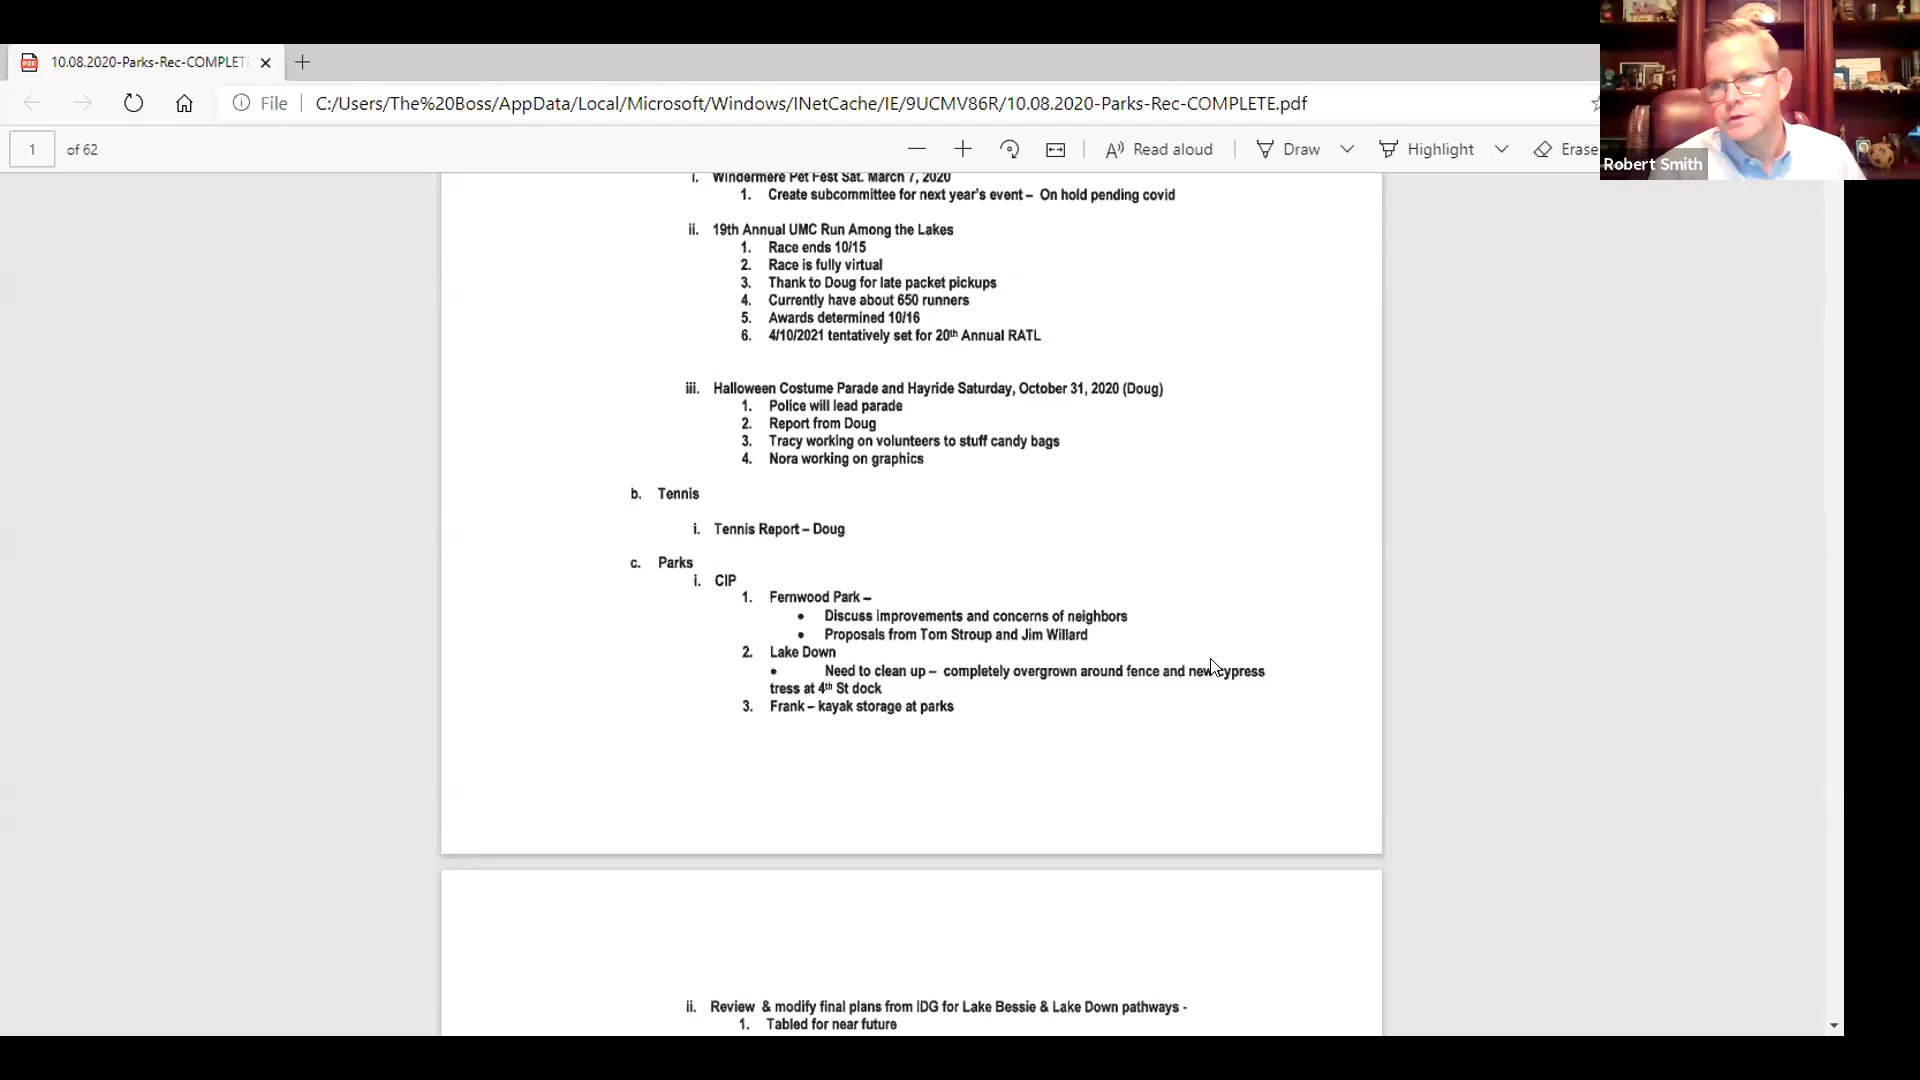 10.08.2020-Parks-Rec-COMPLET
File
C:/Users/The%20Boss/AppData/Local/Microsoft/Windows/INetCache/IE/9UCMV86R/10.08.2020-Parks-Rec-COMPLETE.pdf
1 of 62
Read aloud
Draw
Highlight
Erase
Robert Smith
i. Windermere Pet Fest Sat. March 7, 2020
1. Create subcommittee for next year's event – On hold pending covid
ii. 19th Annual UMC Run Among the Lakes
1. Race ends 10/15
2. Race is fully virtual
3. Thank to Doug for late packet pickups
4. Currently have about 650 runners
5. Awards determined 10/16
6. 4/10/2021 tentatively set for 20th Annual RATL
iii. Halloween Costume Parade and Hayride Saturday, October 31, 2020 (Doug)
1. Police will lead parade
2. Report from Doug
3. Tracy working on volunteers to stuff candy bags
4. Nora working on graphics
b. Tennis
i. Tennis Report – Doug
c. Parks
i. CIP
1. Fernwood Park –
• Discuss improvements and concerns of neighbors
• Proposals from Tom Stroup and Jim Willard
2. Lake Down
• Need to clean up – completely overgrown around fence and new cypress
tress at 4th St dock
3. Frank – kayak storage at parks
ii. Review & modify final plans from IDG for Lake Bessie & Lake Down pathways -
1. Tabled for near future